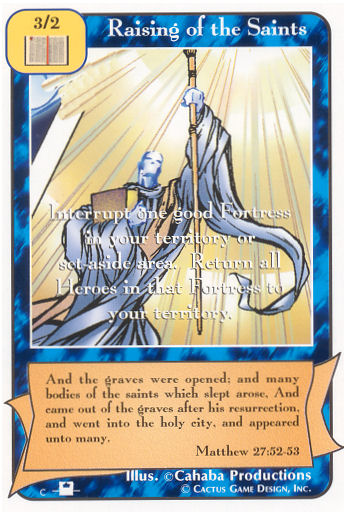 3/2
Raising of the Saints
Interrupt one good Fortress
in your territory or
set-aside area. Return all
Heroes in that Fortress to
your territory.
And the graves were opened; and many
bodies of the saints which slept arose, And
came out of the graves after his resurrection,
and went into the holy city, and appeared
unto many.
Matthew 27:52-53
Illus. ©Cahaba Productions
C © Cactus Game Design, Inc.